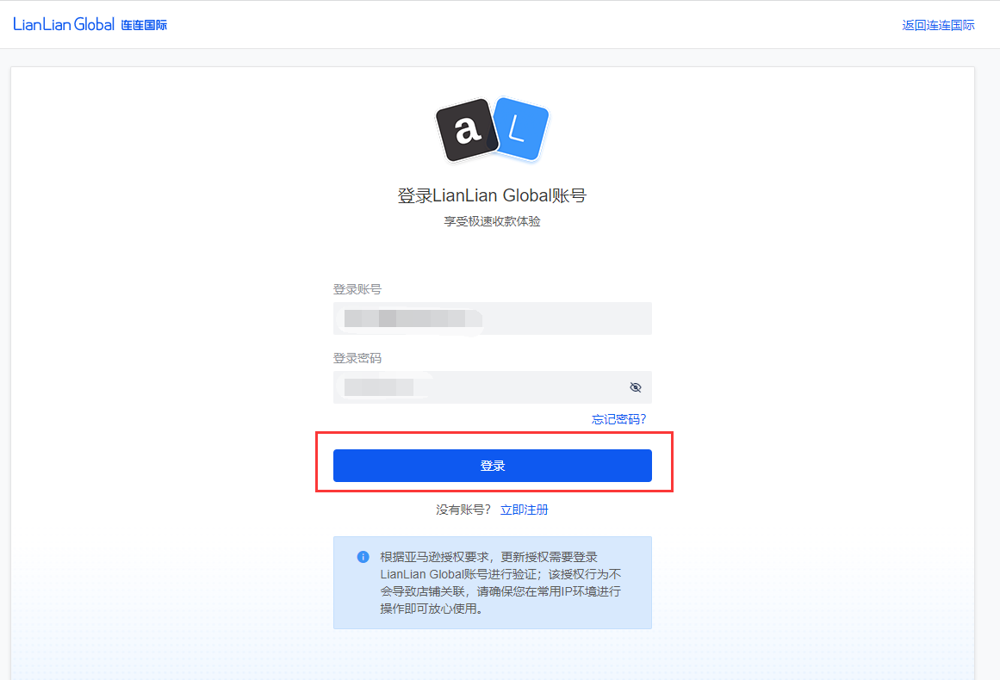 LianLian Global 连连国际
返回连连国际
a L
登录LianLian Global账号
享受极速收款体验
登录账号
登录密码
忘记密码?
登录
没有账号? 立即注册
根据亚马逊授权要求，更新授权需要登录
LianLian Global账号进行验证；该授权行为不
会导致店铺关联，请确保您在常用IP环境进行
操作即可放心使用。